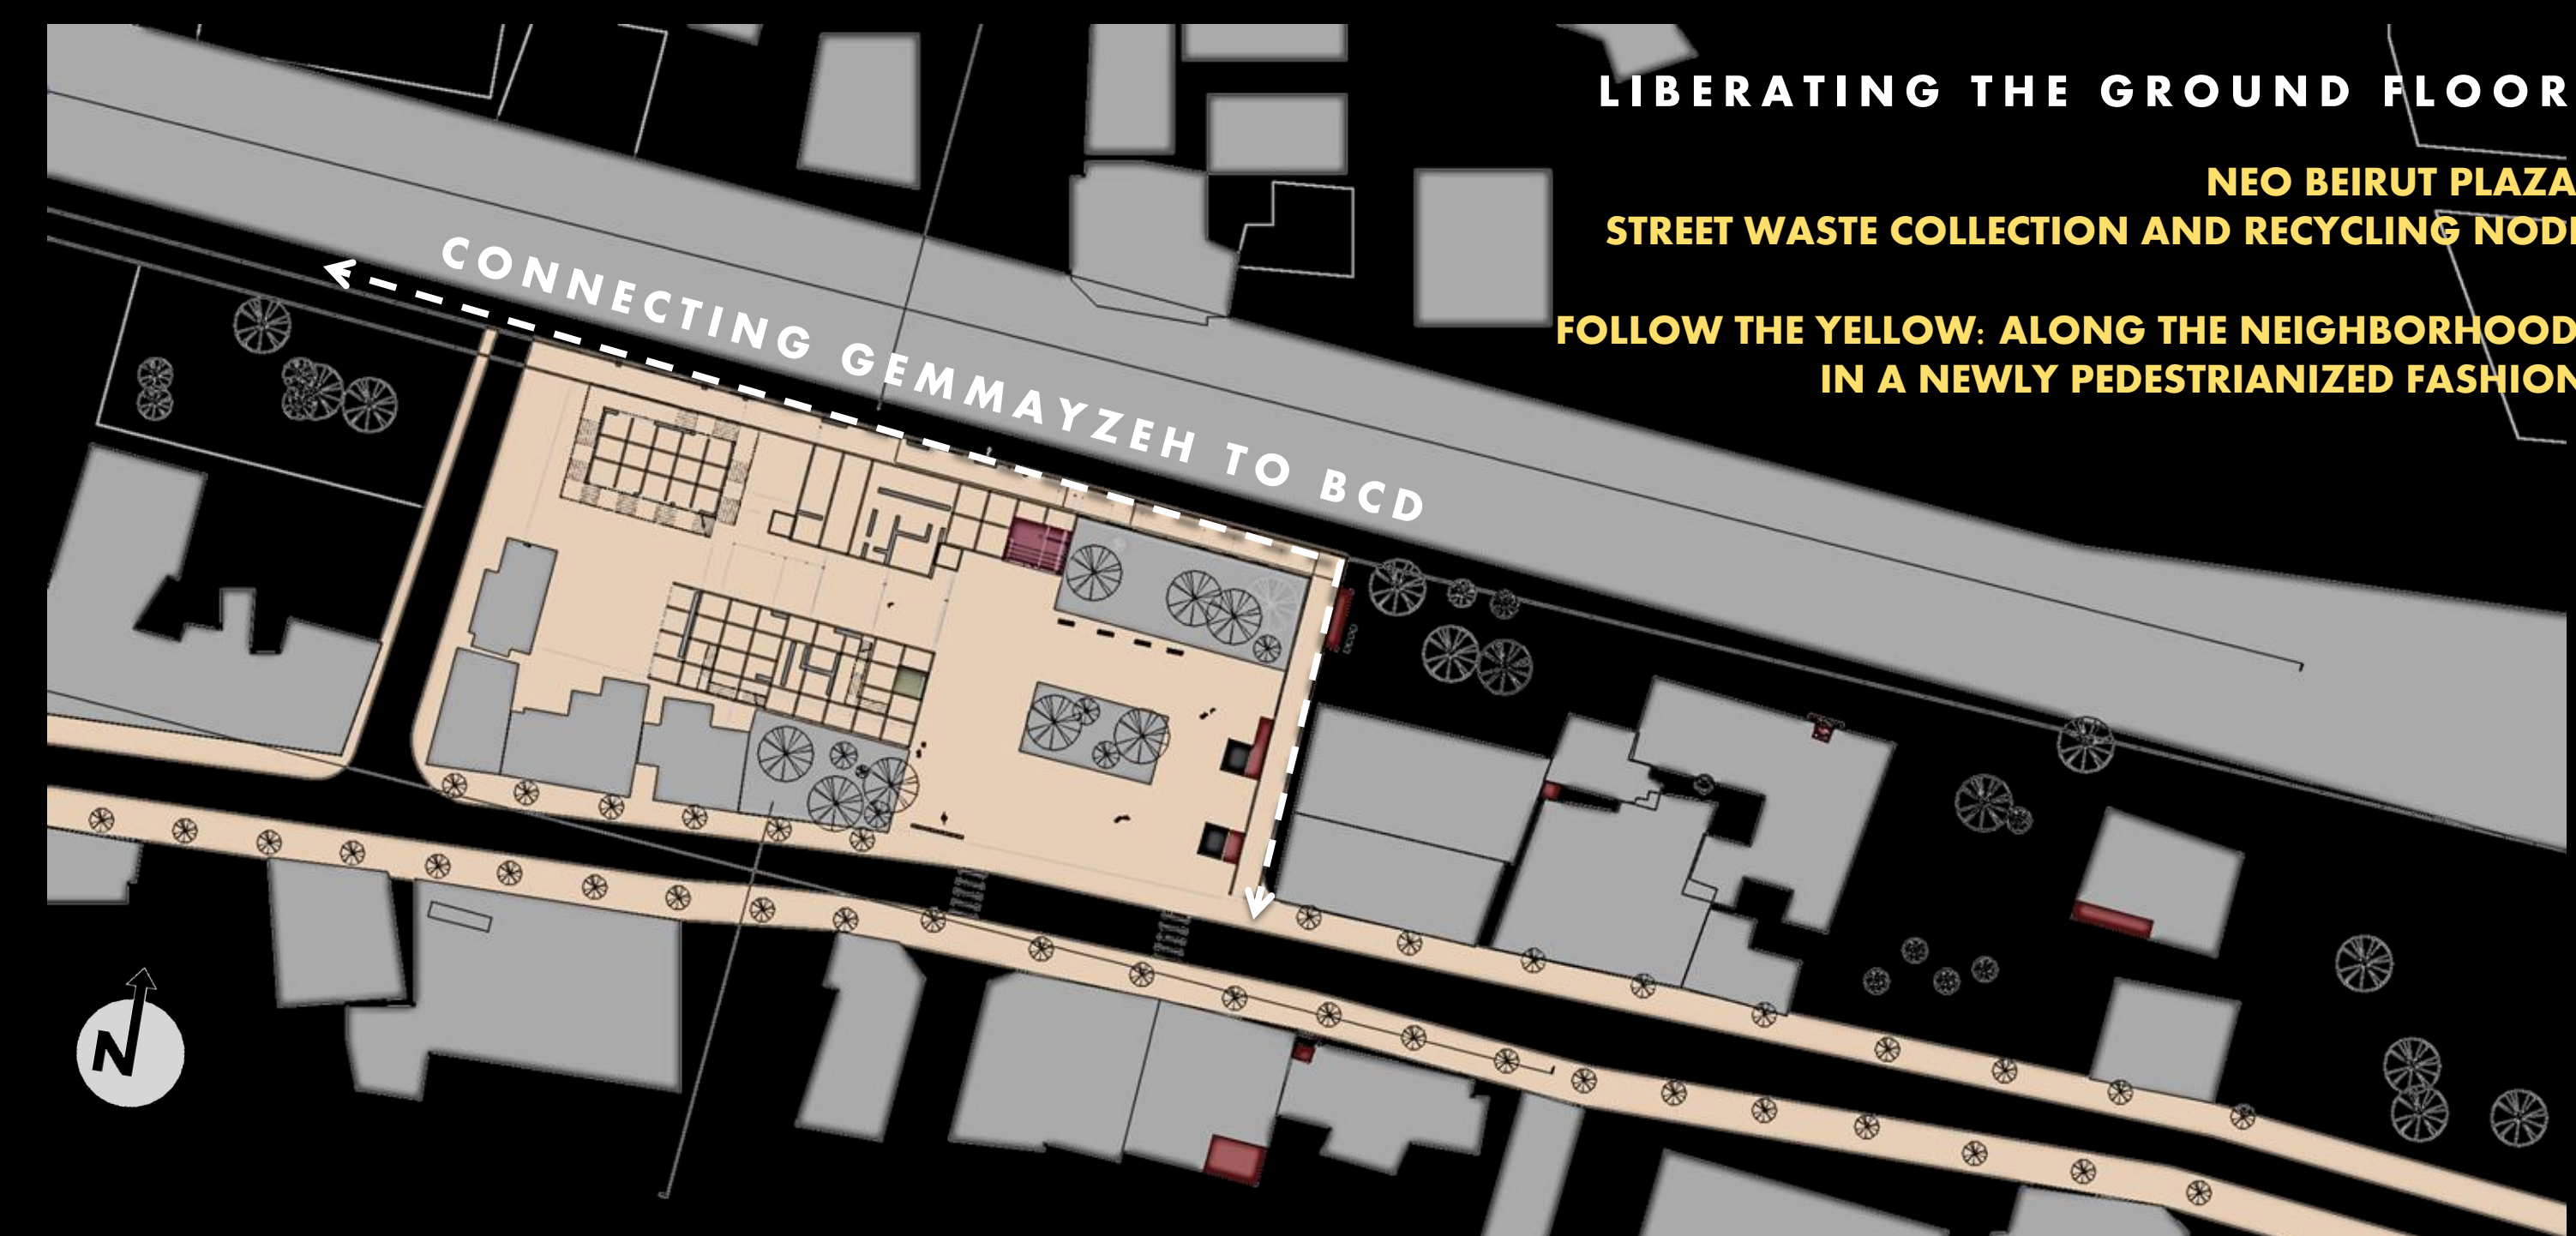 LIBERATING THE GROUND FLOOR
NEO BEIRUT PLAZA
STREET WASTE COLLECTION AND RECYCLING NOD
FOLLOW THE YELLOW: ALONG THE NEIGHBORHOOD
IN A NEWLY PEDESTRIANIZED FASHION
CONNECTING GEMMAYZEH TO BCD
N